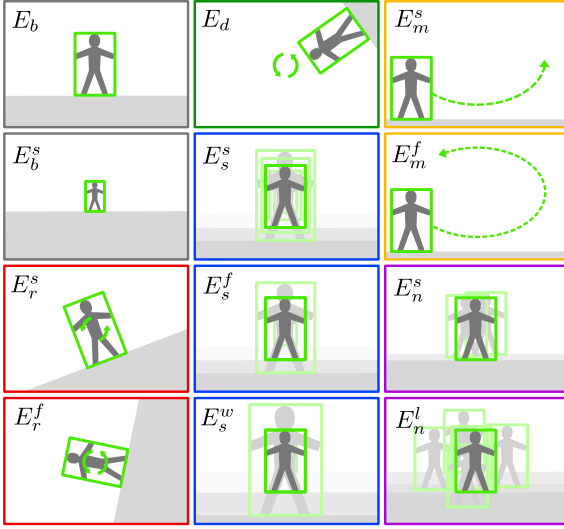 E_b
E_d
E_m^s
E_b^s
E_s^s
E_m^f
E_r^s
E_s^f
E_n^s
E_r^f
E_s^w
E_n^l